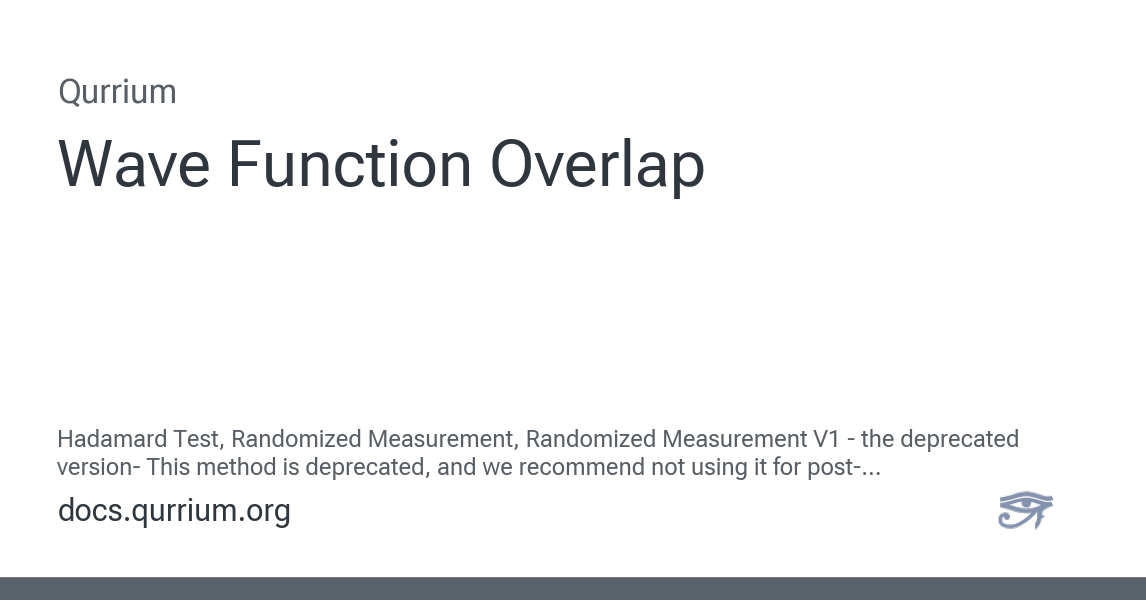 Qurrium
Wave Function Overlap
Hadamard Test, Randomized Measurement, Randomized Measurement V1 - the deprecated
version- This method is deprecated, and we recommend not using it for post-...
docs.qurrium.org